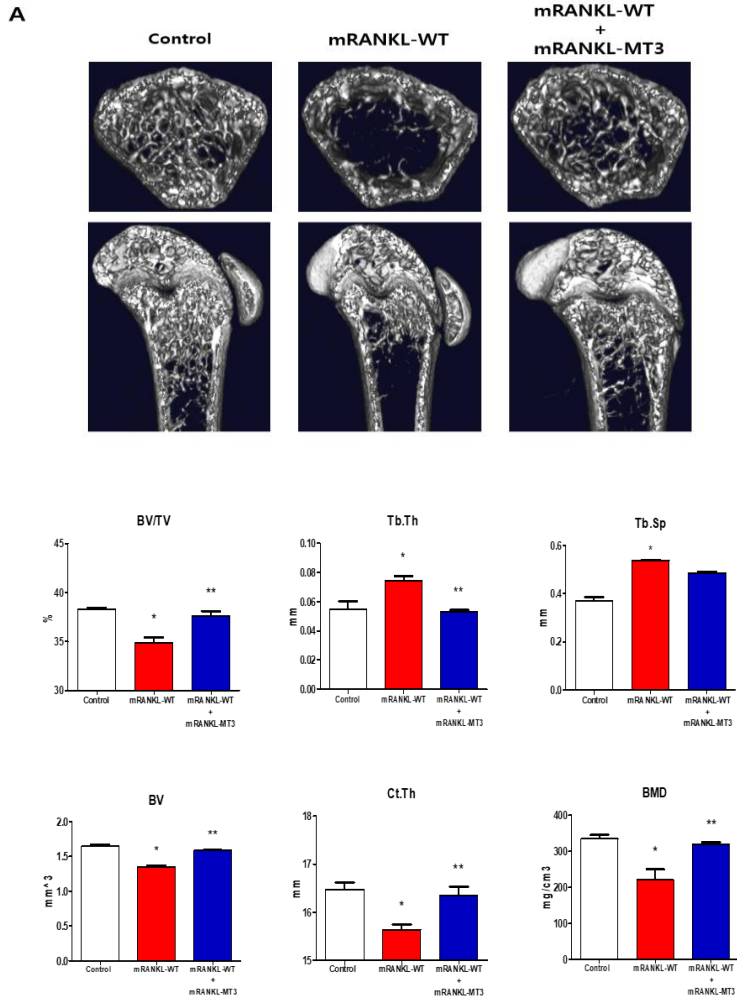 A
Control
mRANKL-WT
mRANKL-WT
+
mRANKL-MT3
BV/TV
45
40
35
30
%
*
**
Control
mRANKL-WT
mRANKL-WT
+
mRANKL-MT3
Tb.Th
0.10
0.08
0.06
0.04
0.02
0.00
mm
*
**
Control
mRANKL-WT
mRANKL-WT
+
mRANKL-MT3
Tb.Sp
0.6
0.4
0.2
0.0
mm
*
Control
mRANKL-WT
mRANKL-WT
+
mRANKL-MT3
BV
2.0
1.5
1.0
0.5
0.0
mm^3
*
**
Control
mRANKL-WT
mRANKL-WT
+
mRANKL-MT3
Ct.Th
18
17
16
15
mm
*
**
Control
mRANKL-WT
mRANKL-WT
+
mRANKL-MT3
BMD
400
300
200
100
0
mg/cm3
*
**
Control
mRANKL-WT
mRANKL-WT
+
mRANKL-MT3